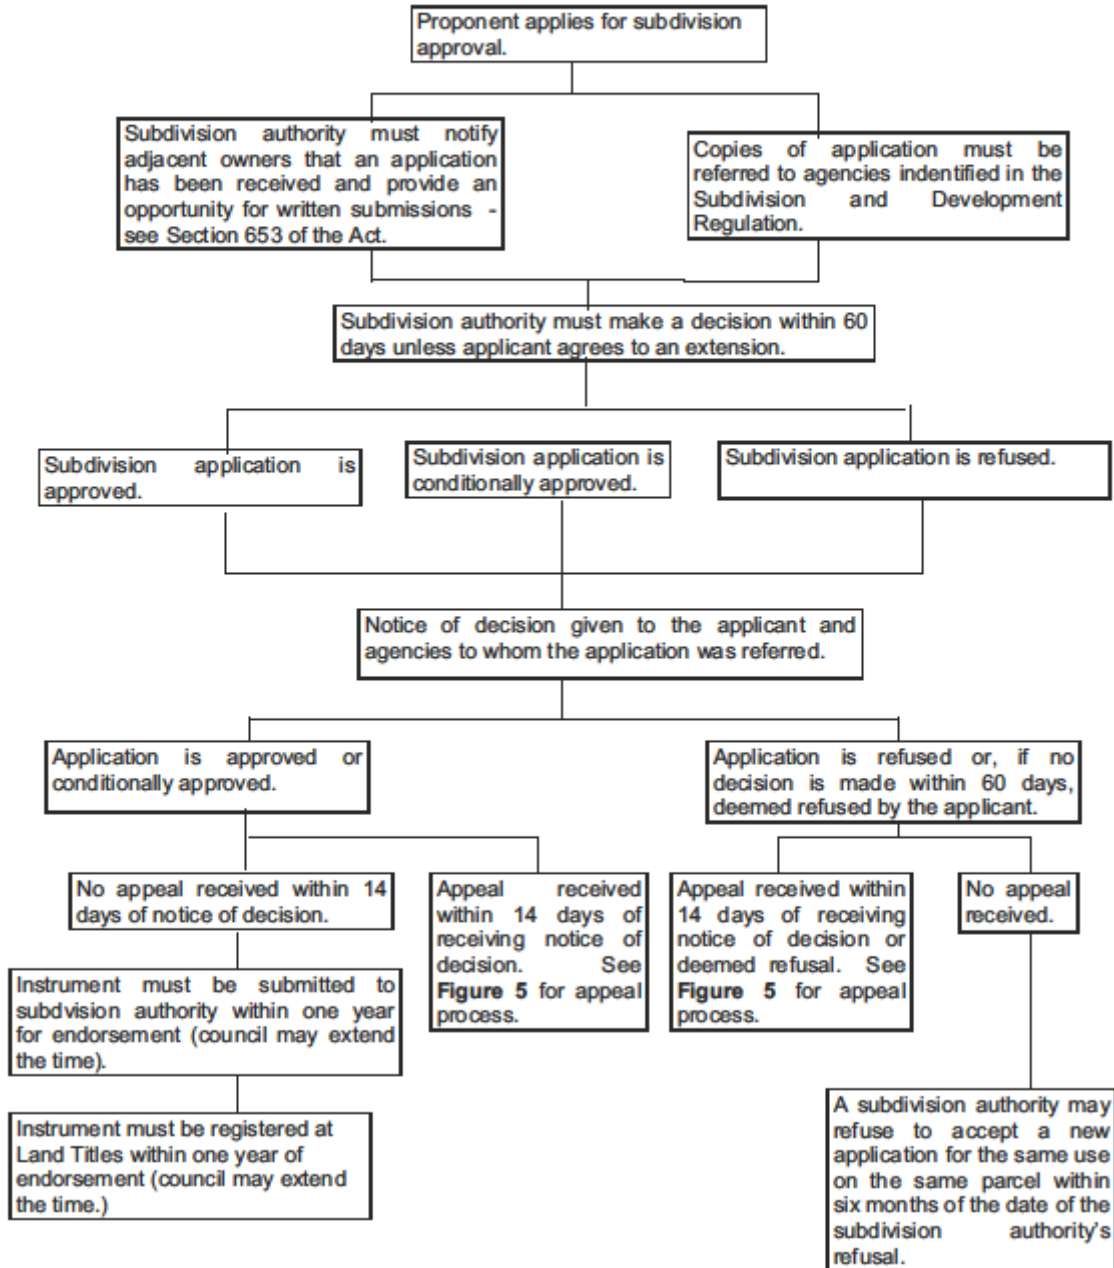 Proponent applies for subdivision
approval.
Subdivision authority must notify
adjacent owners that an application
has been received and provide an
opportunity for written submissions -
see Section 653 of the Act.
Copies of application must be
referred to agencies indentified in the
Subdivision and Development
Regulation.
Subdivision authority must make a decision within 60
days unless applicant agrees to an extension.
Subdivision application is
approved.
Subdivision application is
conditionally approved.
Subdivision application is refused.
Notice of decision given to the applicant and
agencies to whom the application was referred.
Application is approved or
conditionally approved.
Application is refused or, if no
decision is made within 60 days,
deemed refused by the applicant.
No appeal received within 14
days of notice of decision.
Appeal received
within 14 days of
receiving notice of
decision. See
Figure 5 for appeal
process.
Appeal received within
14 days of receiving
notice of decision or
deemed refusal. See
Figure 5 for appeal
process.
No appeal
received.
Instrument must be submitted to
subdvision authority within one year
for endorsement (council may extend
the time).
Instrument must be registered at
Land Titles within one year of
endorsement (council may extend
the time.)
A subdivision authority may
refuse to accept a new
application for the same use
on the same parcel within
six months of the date of the
subdivision authority's
refusal.